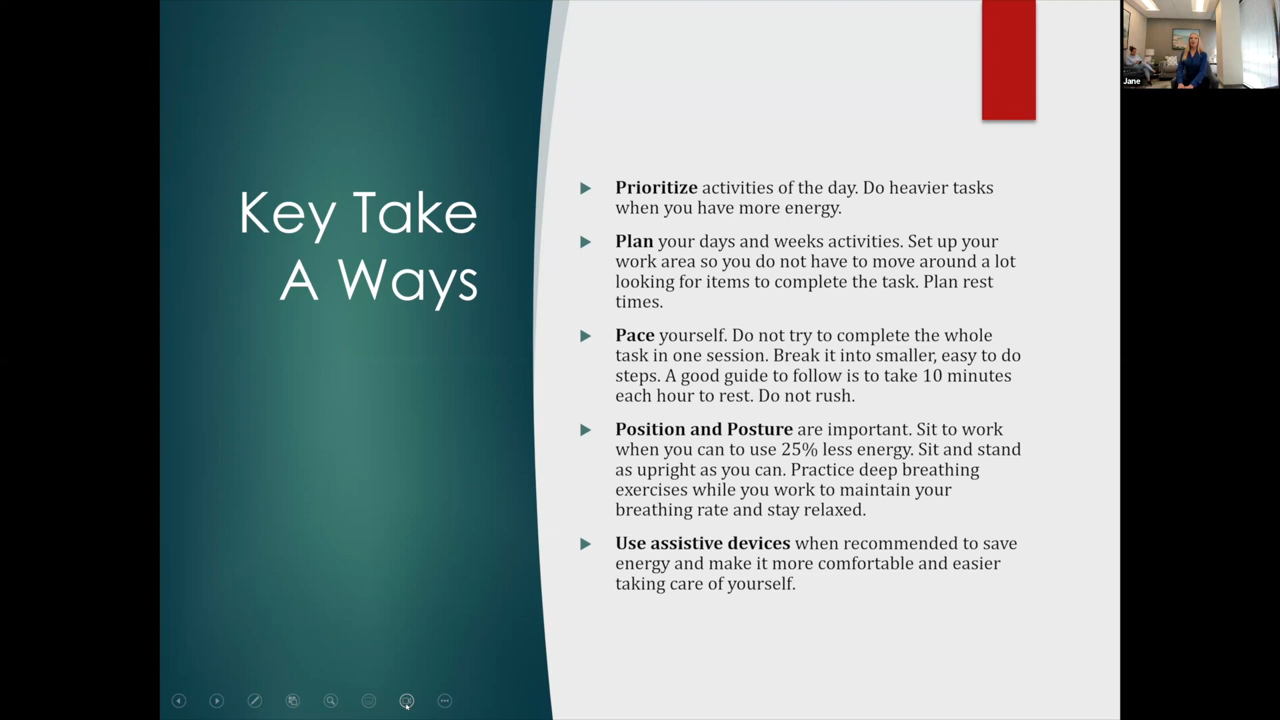 Key Take
A Ways
Prioritize activities of the day. Do heavier tasks
when you have more energy.
Plan your days and weeks activities. Set up your
work area so you do not have to move around a lot
looking for items to complete the task. Plan rest
times.
Pace yourself. Do not try to complete the whole
task in one session. Break it into smaller, easy to do
steps. A good guide to follow is to take 10 minutes
each hour to rest. Do not rush.
Position and Posture are important. Sit to work
when you can to use 25% less energy. Sit and stand
as upright as you can. Practice deep breathing
exercises while you work to maintain your
breathing rate and stay relaxed.
Use assistive devices when recommended to save
energy and make it more comfortable and easier
taking care of yourself.
Jane